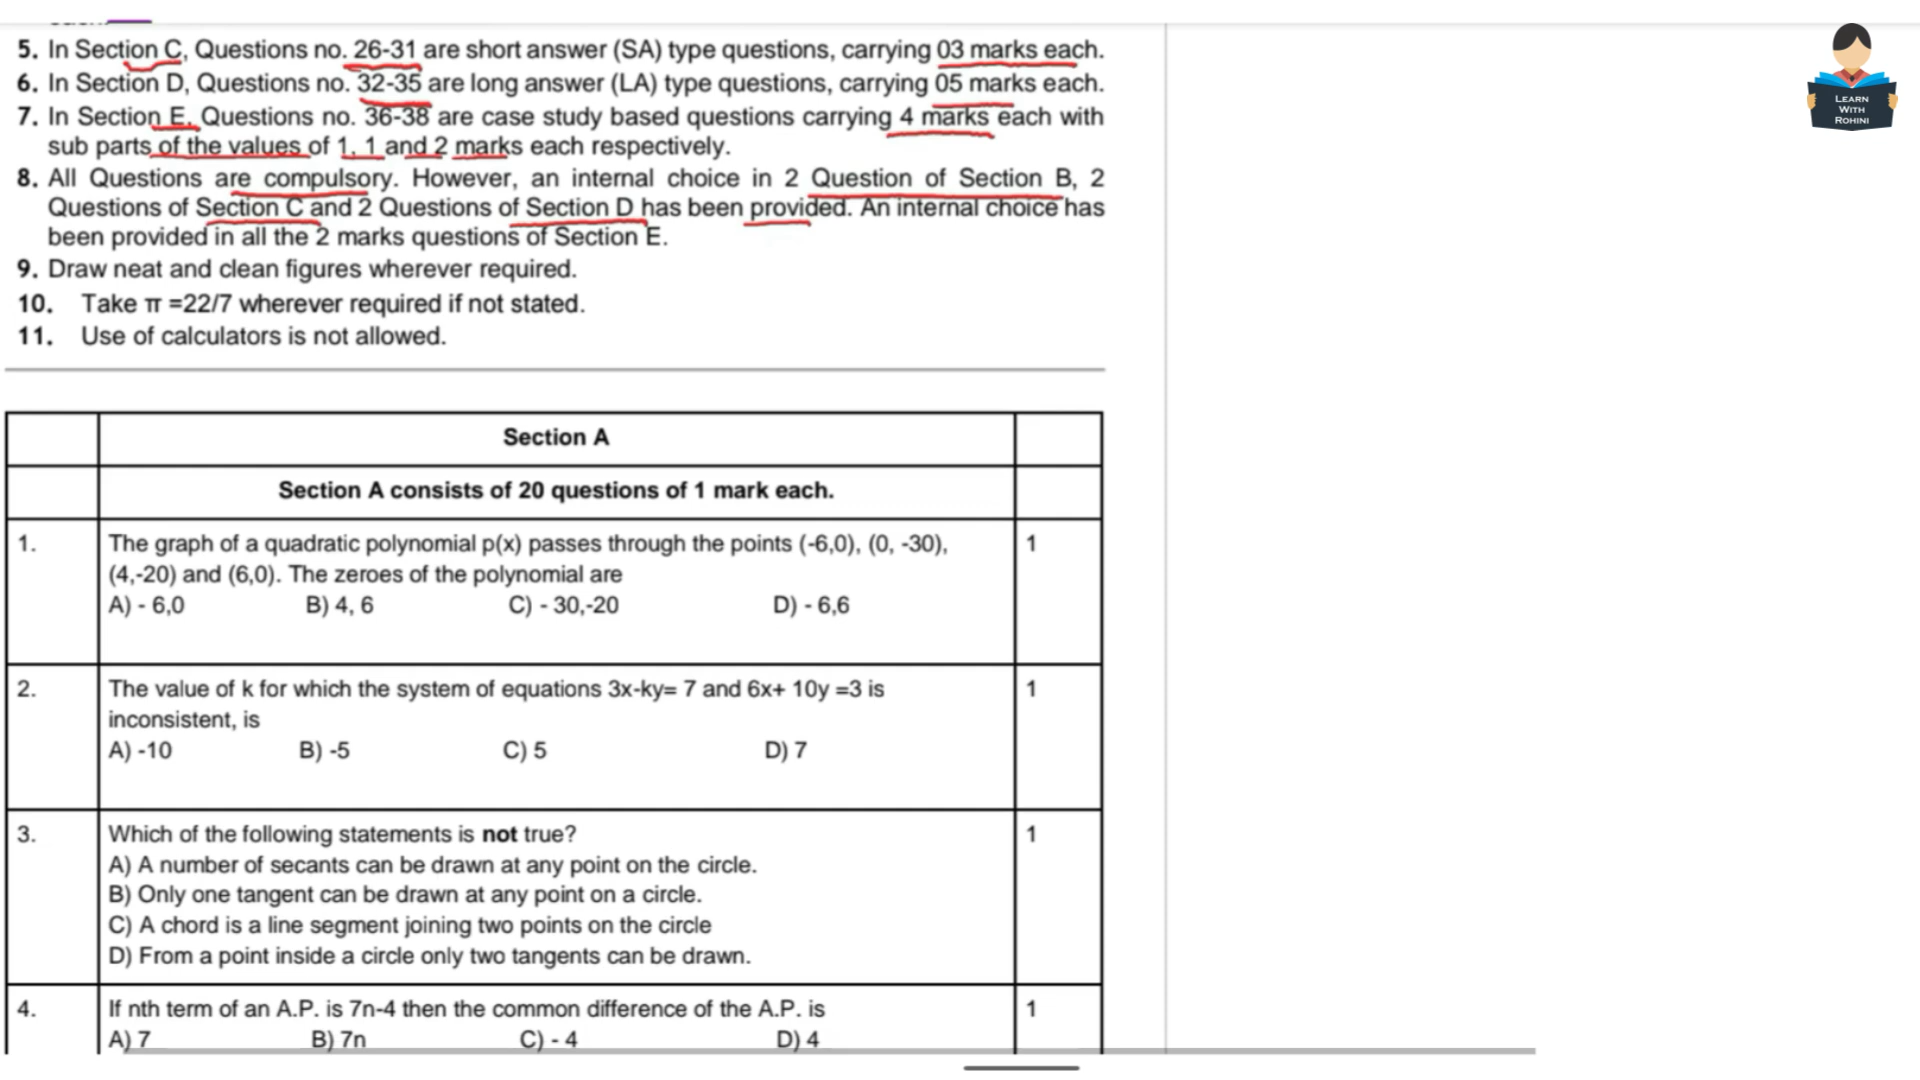 5. In Section C, Questions no. 26-31 are short answer (SA) type questions, carrying 03 marks each.
6. In Section D, Questions no. 32-35 are long answer (LA) type questions, carrying 05 marks each.
7. In Section E, Questions no. 36-38 are case study based questions carrying 4 marks each with
sub parts of the values of 1, 1 and 2 marks each respectively.
8. All Questions are compulsory. However, an internal choice in 2 Question of Section B, 2
Questions of Section C and 2 Questions of Section D has been provided. An internal choice has
been provided in all the 2 marks questions of Section E.
9. Draw neat and clean figures wherever required.
10. Take π =22/7 wherever required if not stated.
11. Use of calculators is not allowed.
Section A
Section A consists of 20 questions of 1 mark each.
1. The graph of a quadratic polynomial p(x) passes through the points (-6,0), (0, -30), 1
(4,-20) and (6,0). The zeroes of the polynomial are
A) - 6,0 B) 4, 6 C) - 30,-20 D) - 6,6
2. The value of k for which the system of equations 3x-ky= 7 and 6x+ 10y =3 is 1
inconsistent, is
A) -10 B) -5 C) 5 D) 7
3. Which of the following statements is not true? 1
A) A number of secants can be drawn at any point on the circle.
B) Only one tangent can be drawn at any point on a circle.
C) A chord is a line segment joining two points on the circle
D) From a point inside a circle only two tangents can be drawn.
4. If nth term of an A.P. is 7n-4 then the common difference of the A.P. is 1
A) 7 B) 7n C) - 4 D) 4
LEARN
WITH
ROHINI